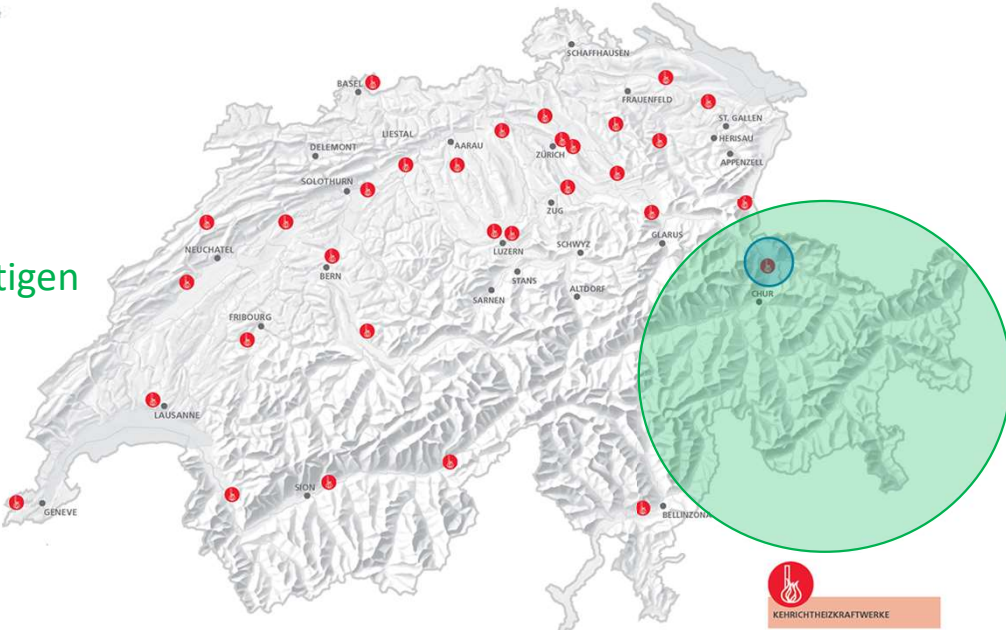 SCHAFFHAUSEN
BASEL
FRAUENFELD
ST. GALLEN
LIESTAL
HERISAU
AARAU
DELEMONT
ZÜRICH
APPENZELL
SOLOTHURN
ZUG
GLARUS
SCHWYZ
NEUCHATEL
LUZERN
tigen
BERN
STANS
ALTDORF
SARNEN
CHUR
FRIBOURG
LAUSANNE
SION
GENEVE
BELLINZONA
KEHRICHTHEIZKRAFTWERKE